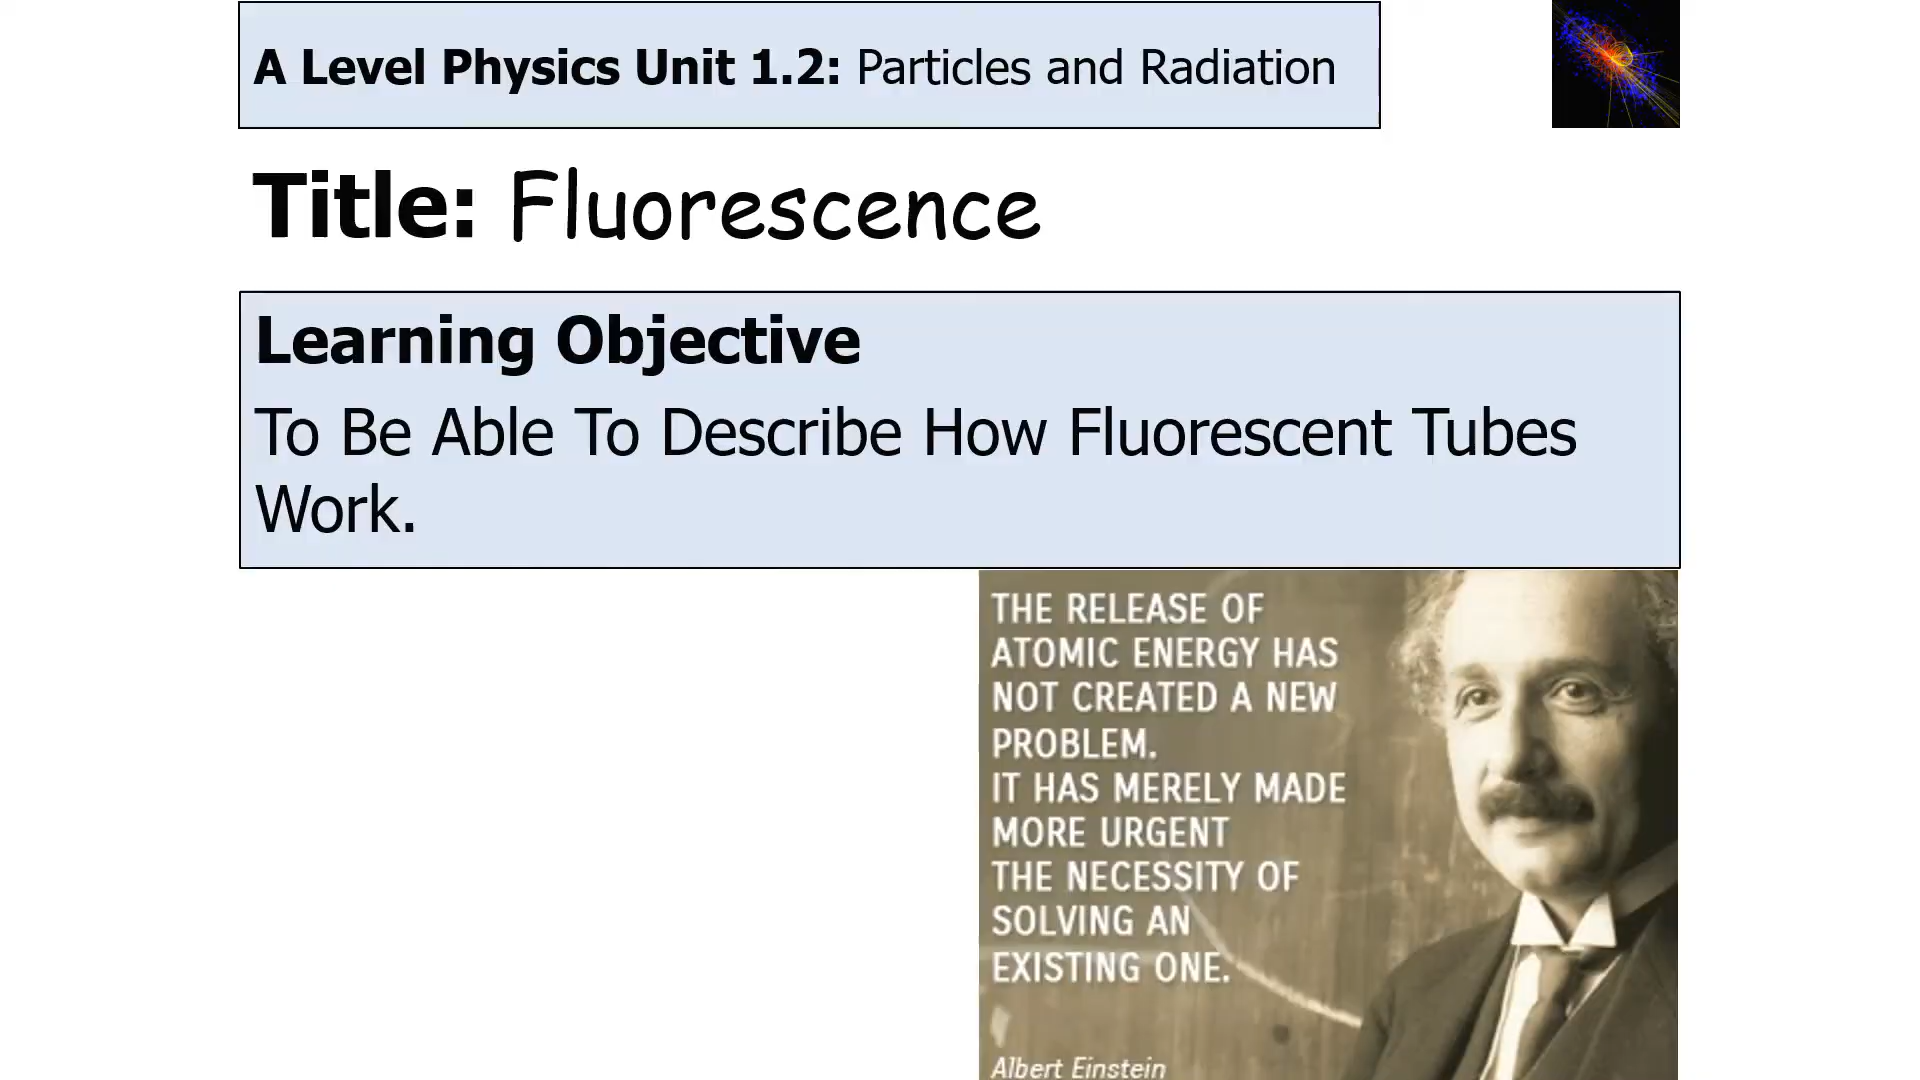 A Level Physics Unit 1.2: Particles and Radiation
Title: Fluorescence
Learning Objective
To Be Able To Describe How Fluorescent Tubes
Work.
THE RELEASE OF
ATOMIC ENERGY HAS
NOT CREATED A NEW
PROBLEM.
IT HAS MERELY MADE
MORE URGENT
THE NECESSITY OF
SOLVING AN
EXISTING ONE.
Albert Einstein